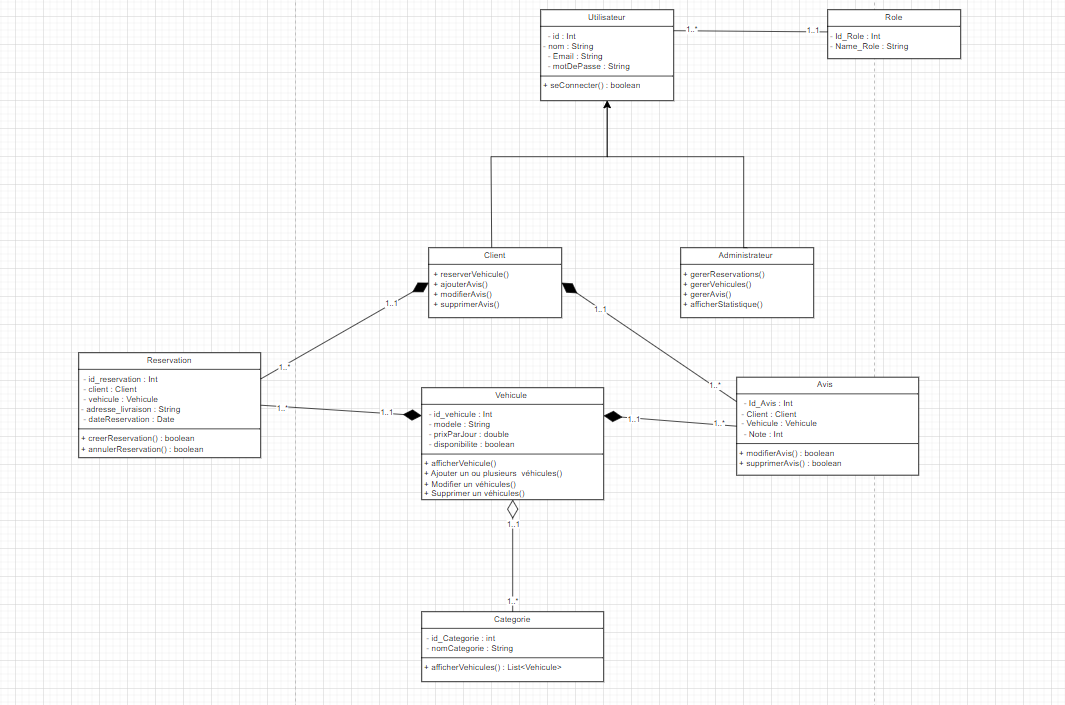 Utilisateur
- id : Int
- nom : String
- Email : String
- motDePasse : String
+ seConnecter() : boolean
1..*
1..1
Role
- Id_Role : Int
- Name_Role : String
Client
+ reserverVehicule()
+ ajouterAvis()
+ modifierAvis()
+ supprimerAvis()
Administrateur
+ gererReservations()
+ gererVehicules()
+ gererAvis()
+ afficherStatistique()
1..1
1..1
1..*
1..*
Reservation
- id_reservation : Int
- client : Client
- vehicule : Vehicule
- adresse_livraison : String
- dateReservation : Date
+ creerReservation() : boolean
+ annulerReservation() : boolean
1..*
1..1
Vehicule
- id_vehicule : Int
- modele : String
- prixParJour : double
- disponibilite : boolean
+ afficherVehicule()
+ Ajouter un ou plusieurs véhicules()
+ Modifier un véhicules()
+ Supprimer un véhicules()
1..1
1..*
Avis
- Id_Avis : Int
- Client : Client
- Vehicule : Vehicule
- Note : Int
+ modifierAvis() : boolean
+ supprimerAvis() : boolean
1..1
1..*
Categorie
- id_Categorie : int
- nomCategorie : String
+ afficherVehicules() : List<Vehicule>